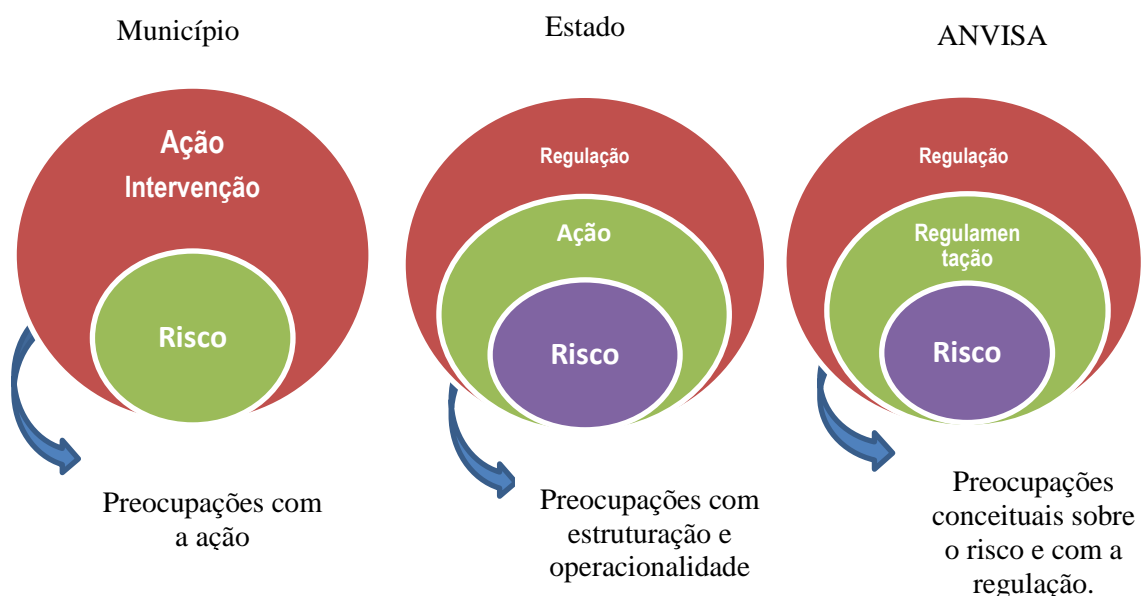 Município
Ação
Intervenção
Risco
Preocupações com
a ação
Estado
Regulação
Ação
Risco
Preocupações com
estruturação e
operacionalidade
ANVISA
Regulação
Regulamen
tação
Risco
Preocupações
conceituais sobre
o risco e com a
regulação.